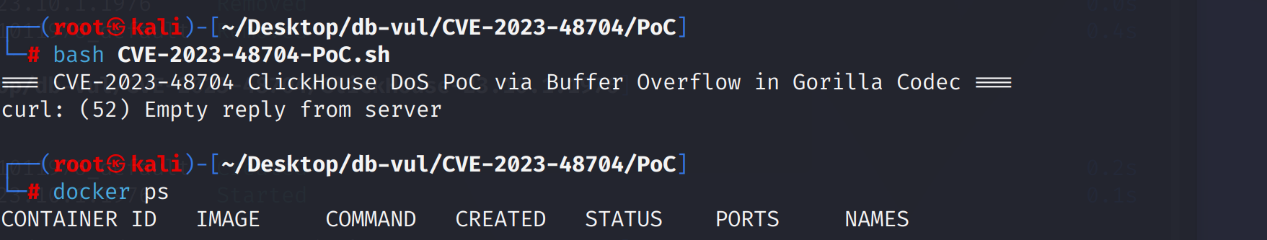 ┌──(root㉿kali)-[~/Desktop/db-vul/CVE-2023-48704/PoC]
└─# bash CVE-2023-48704-PoC.sh
=== CVE-2023-48704 ClickHouse DoS PoC via Buffer Overflow in Gorilla Codec ===
curl: (52) Empty reply from server
┌──(root㉿kali)-[~/Desktop/db-vul/CVE-2023-48704/PoC]
└─# docker ps
CONTAINER ID   IMAGE     COMMAND   CREATED   STATUS    PORTS     NAMES